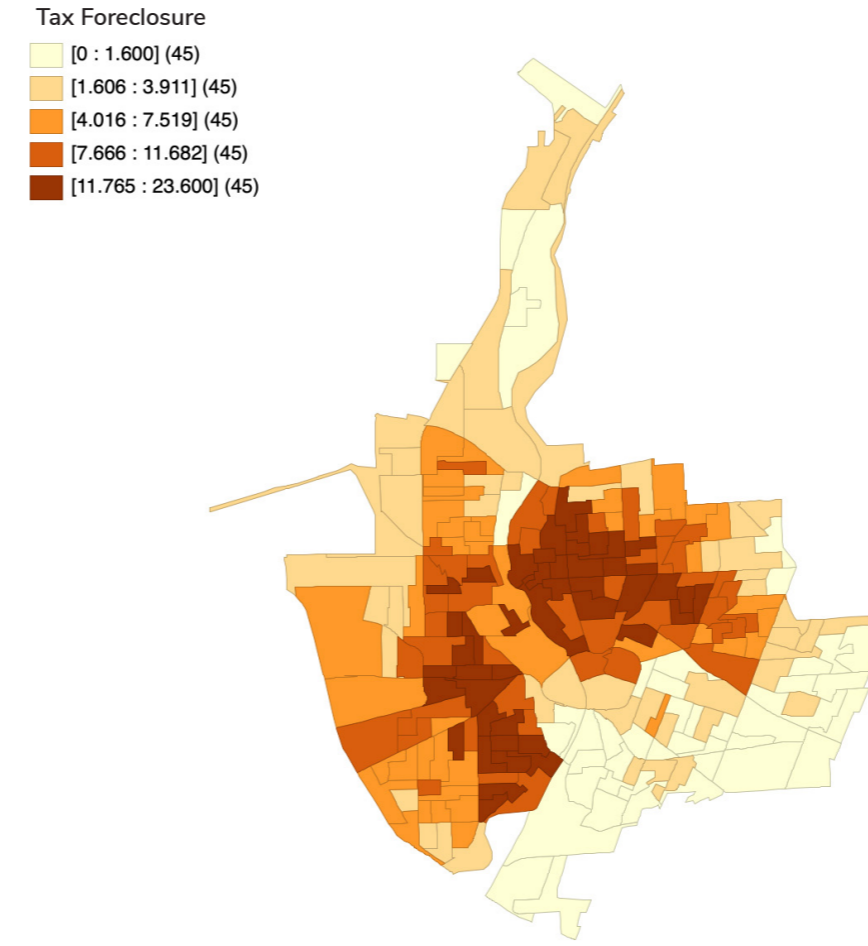 Tax Foreclosure
[0 : 1.600] (45)
[1.606 : 3.911] (45)
[4.016 : 7.519] (45)
[7.666 : 11.682] (45)
[11.765 : 23.600] (45)